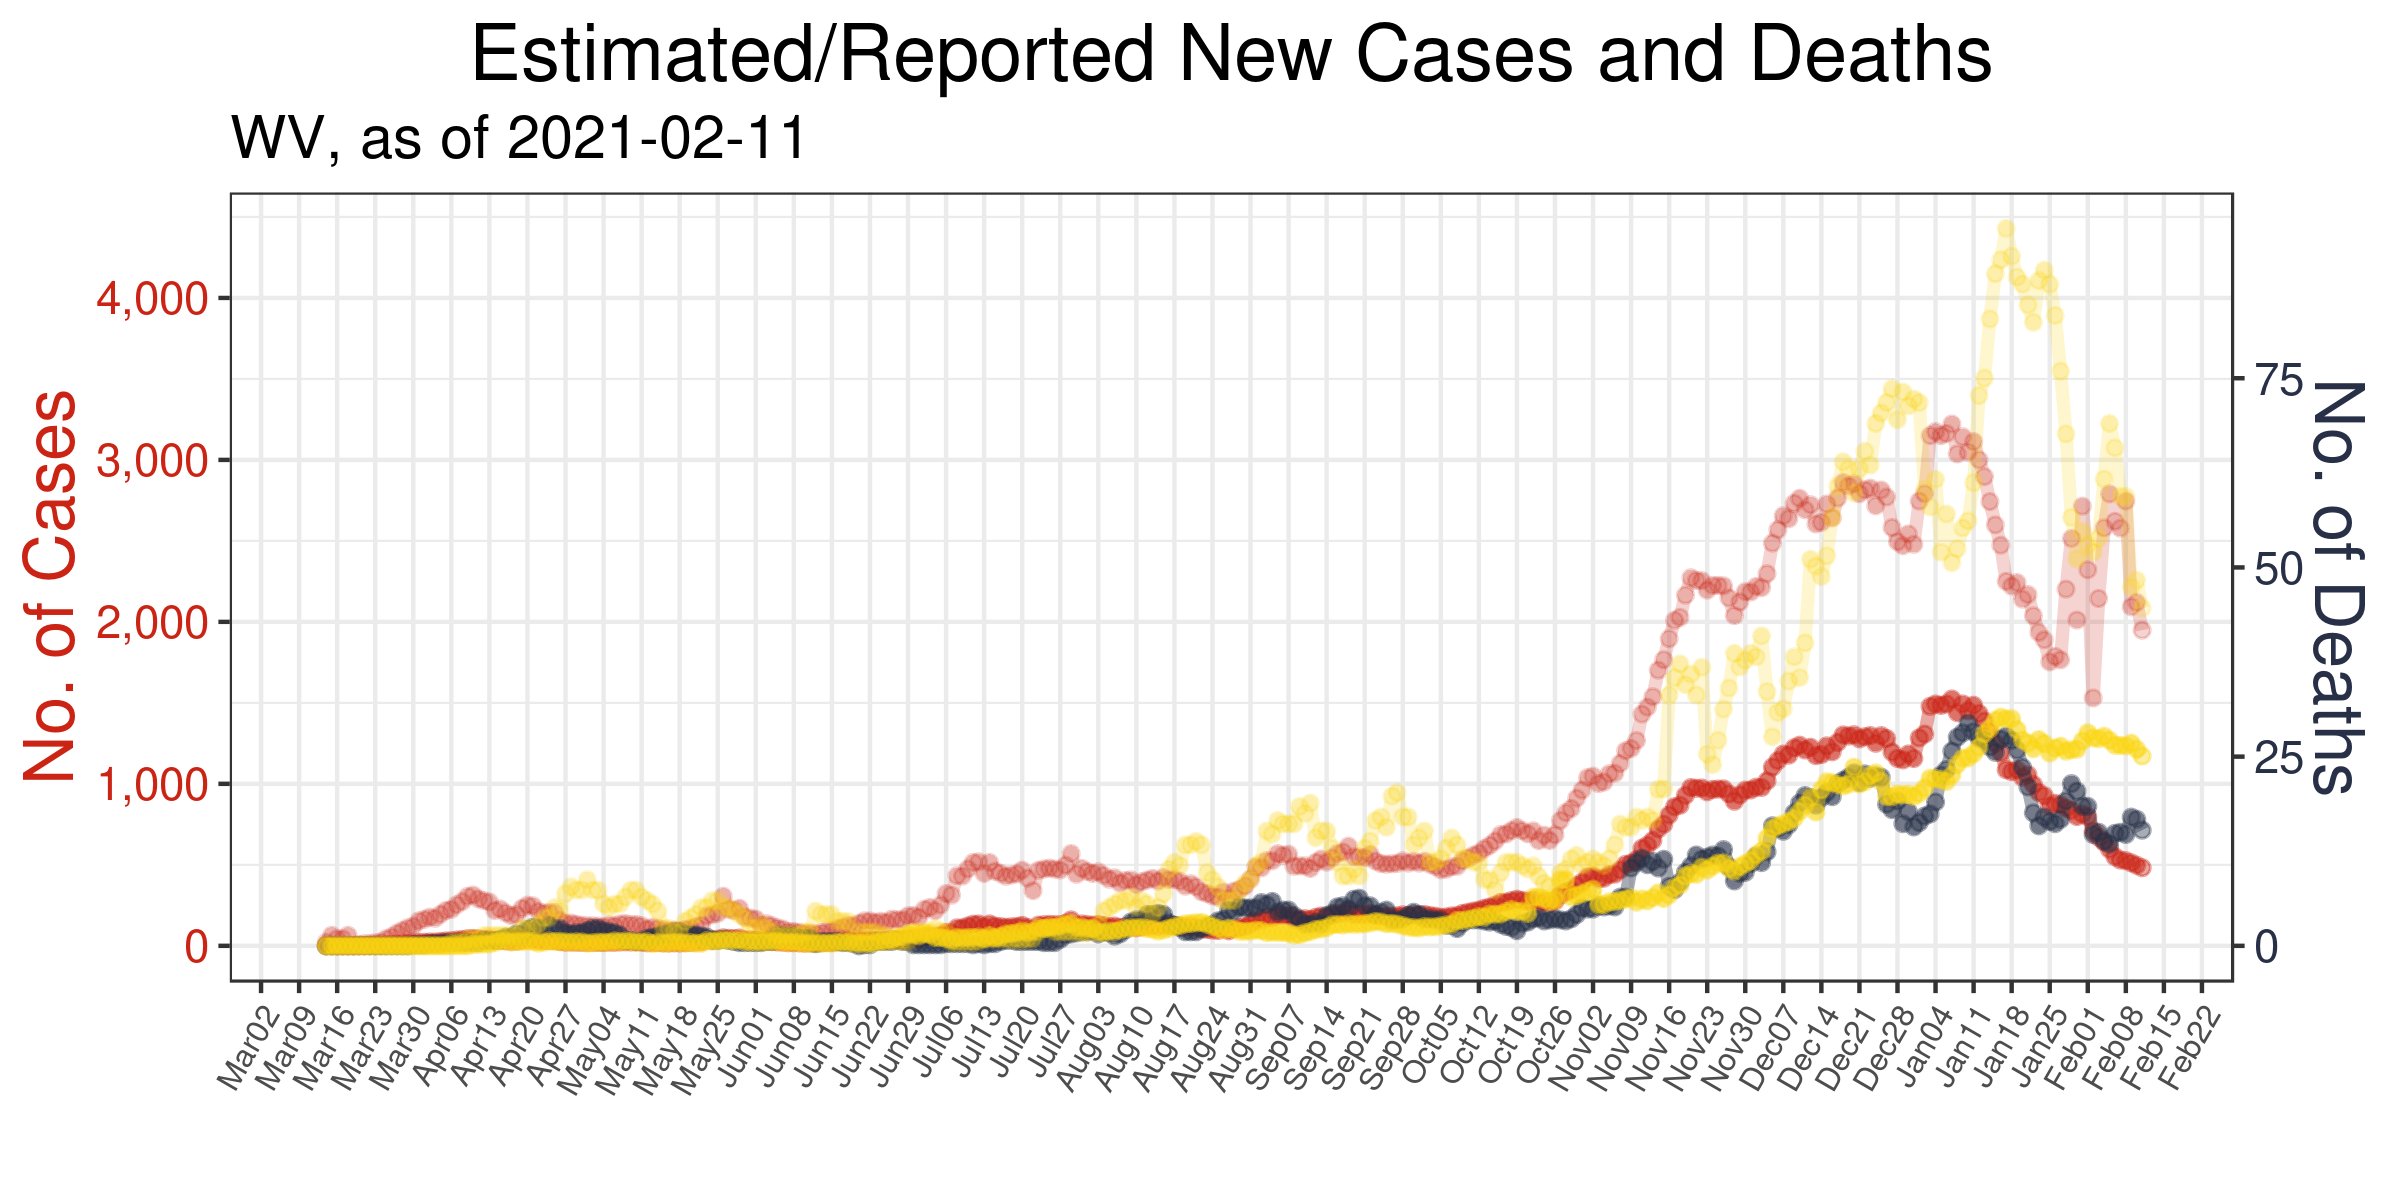 Estimated/Reported New Cases and Deaths
WV, as of 2021-02-11
No. of Cases
4,000
3,000
2,000
1,000
0
No. of Deaths
75
50
25
0
Mar02
Mar09
Mar16
Mar23
Mar30
Apr06
Apr13
Apr20
Apr27
May04
May11
May18
May25
Jun01
Jun08
Jun15
Jun22
Jun29
Jul06
Jul13
Jul20
Jul27
Aug03
Aug10
Aug17
Aug24
Aug31
Sep07
Sep14
Sep21
Sep28
Oct05
Oct12
Oct19
Oct26
Nov02
Nov09
Nov16
Nov23
Nov30
Dec07
Dec14
Dec21
Dec28
Jan04
Jan11
Jan18
Jan25
Feb01
Feb08
Feb15
Feb22